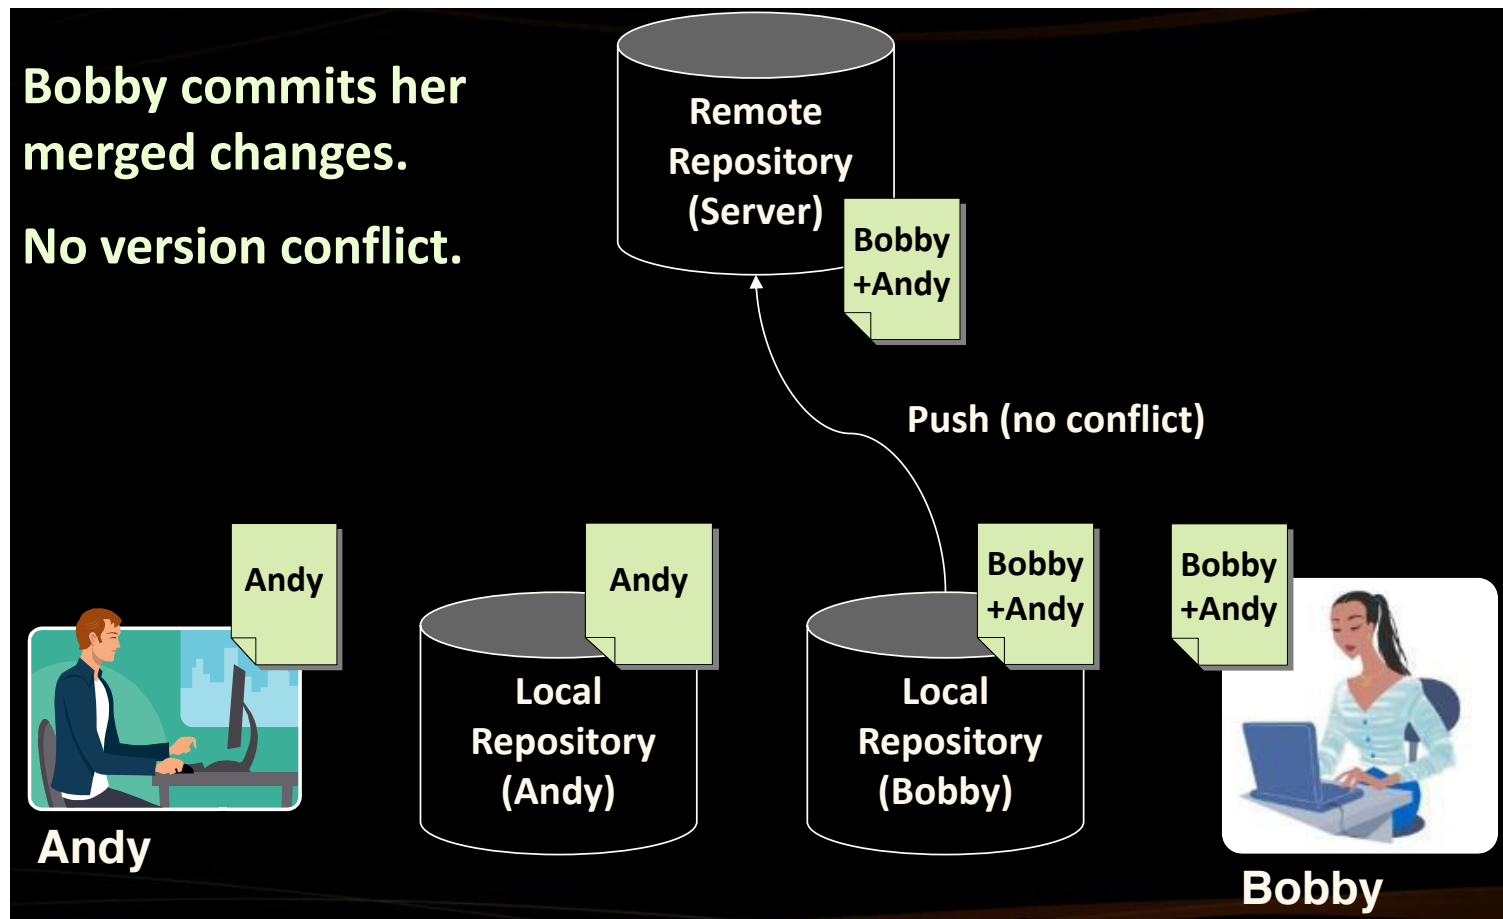 Bobby commits her
merged changes.
No version conflict.
Remote
Repository
(Server)
Bobby
+Andy
Push (no conflict)
Andy
Andy
Bobby
+Andy
Bobby
+Andy
Local
Repository
(Andy)
Local
Repository
(Bobby)
Andy
Bobby